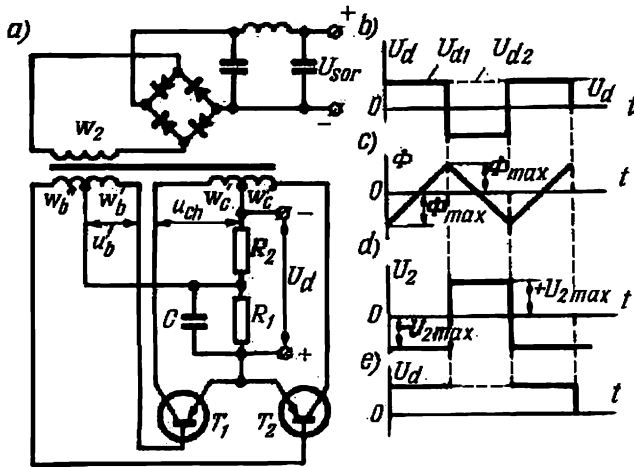 a)
+
U_sor
-
w_2
w_b'' w_b'
u_b'
w_c' w_c
u_ch
-
R_2
U_d
C
R_1
+
T_1
T_2
b)
U_d U_d1 U_d2
U_d
0
t
c)
Φ
Φ_max
0
t
Φ_max
d)
U_2
+U_2max
0
t
-U_2max
e)
U_d
0
t